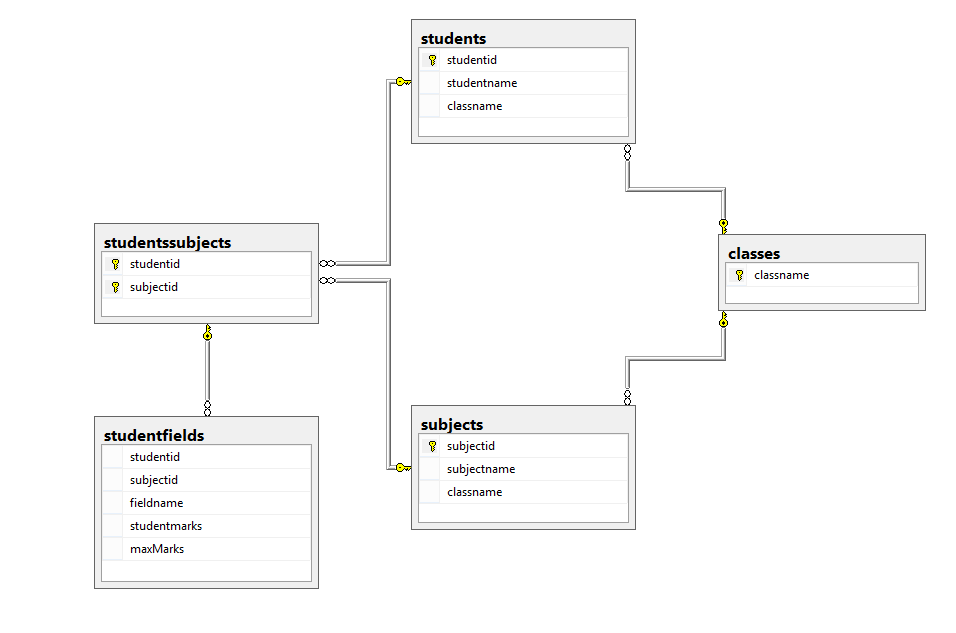 students
studentid
studentname
classname
studentssubjects
studentid
subjectid
classes
classname
studentfields
studentid
subjectid
fieldname
studentmarks
maxMarks
subjects
subjectid
subjectname
classname